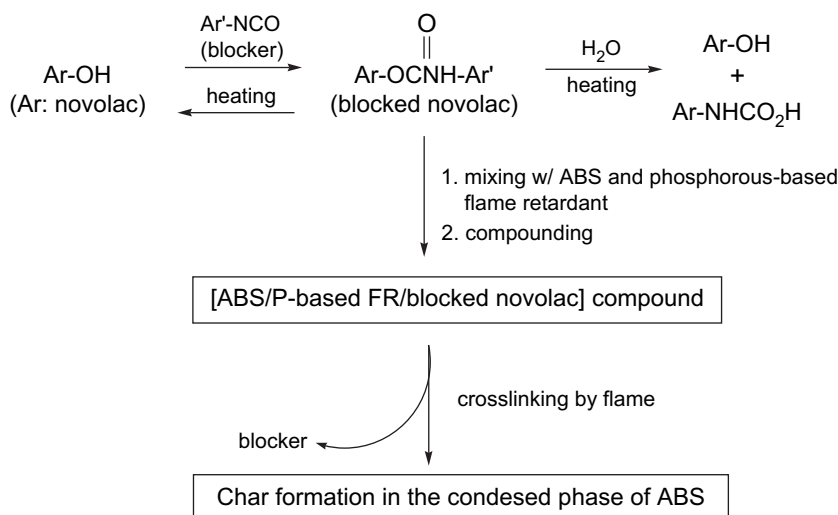 Ar-OH
(Ar: novolac)
Ar'-NCO
(blocker)
heating
O
Ar-OCNH-Ar'
(blocked novolac)
H₂O
heating
Ar-OH
+
Ar-NHCO₂H
1. mixing w/ ABS and phosphorous-based
flame retardant
2. compounding
[ABS/P-based FR/blocked novolac] compound
crosslinking by flame
blocker
Char formation in the condesed phase of ABS